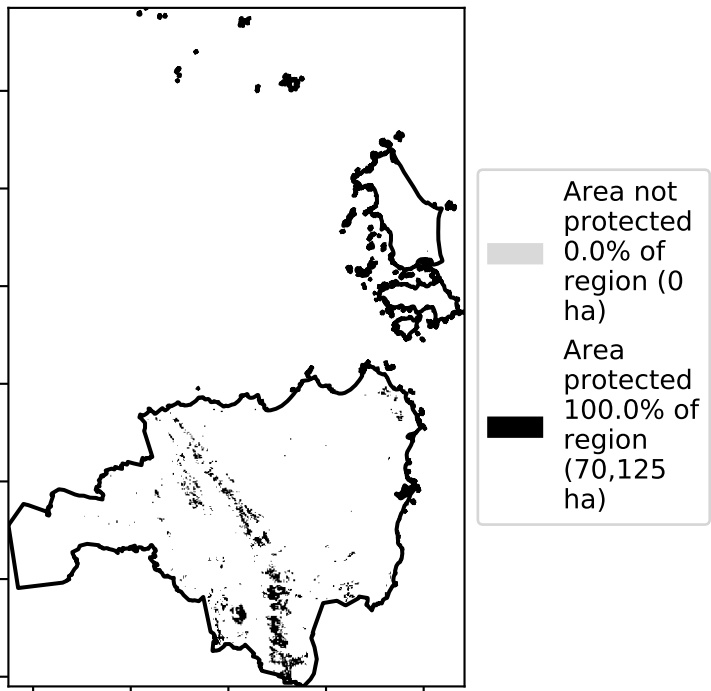 Area not
protected
0.0% of
region (0
ha)
Area
protected
100.0% of
region
(70,125
ha)